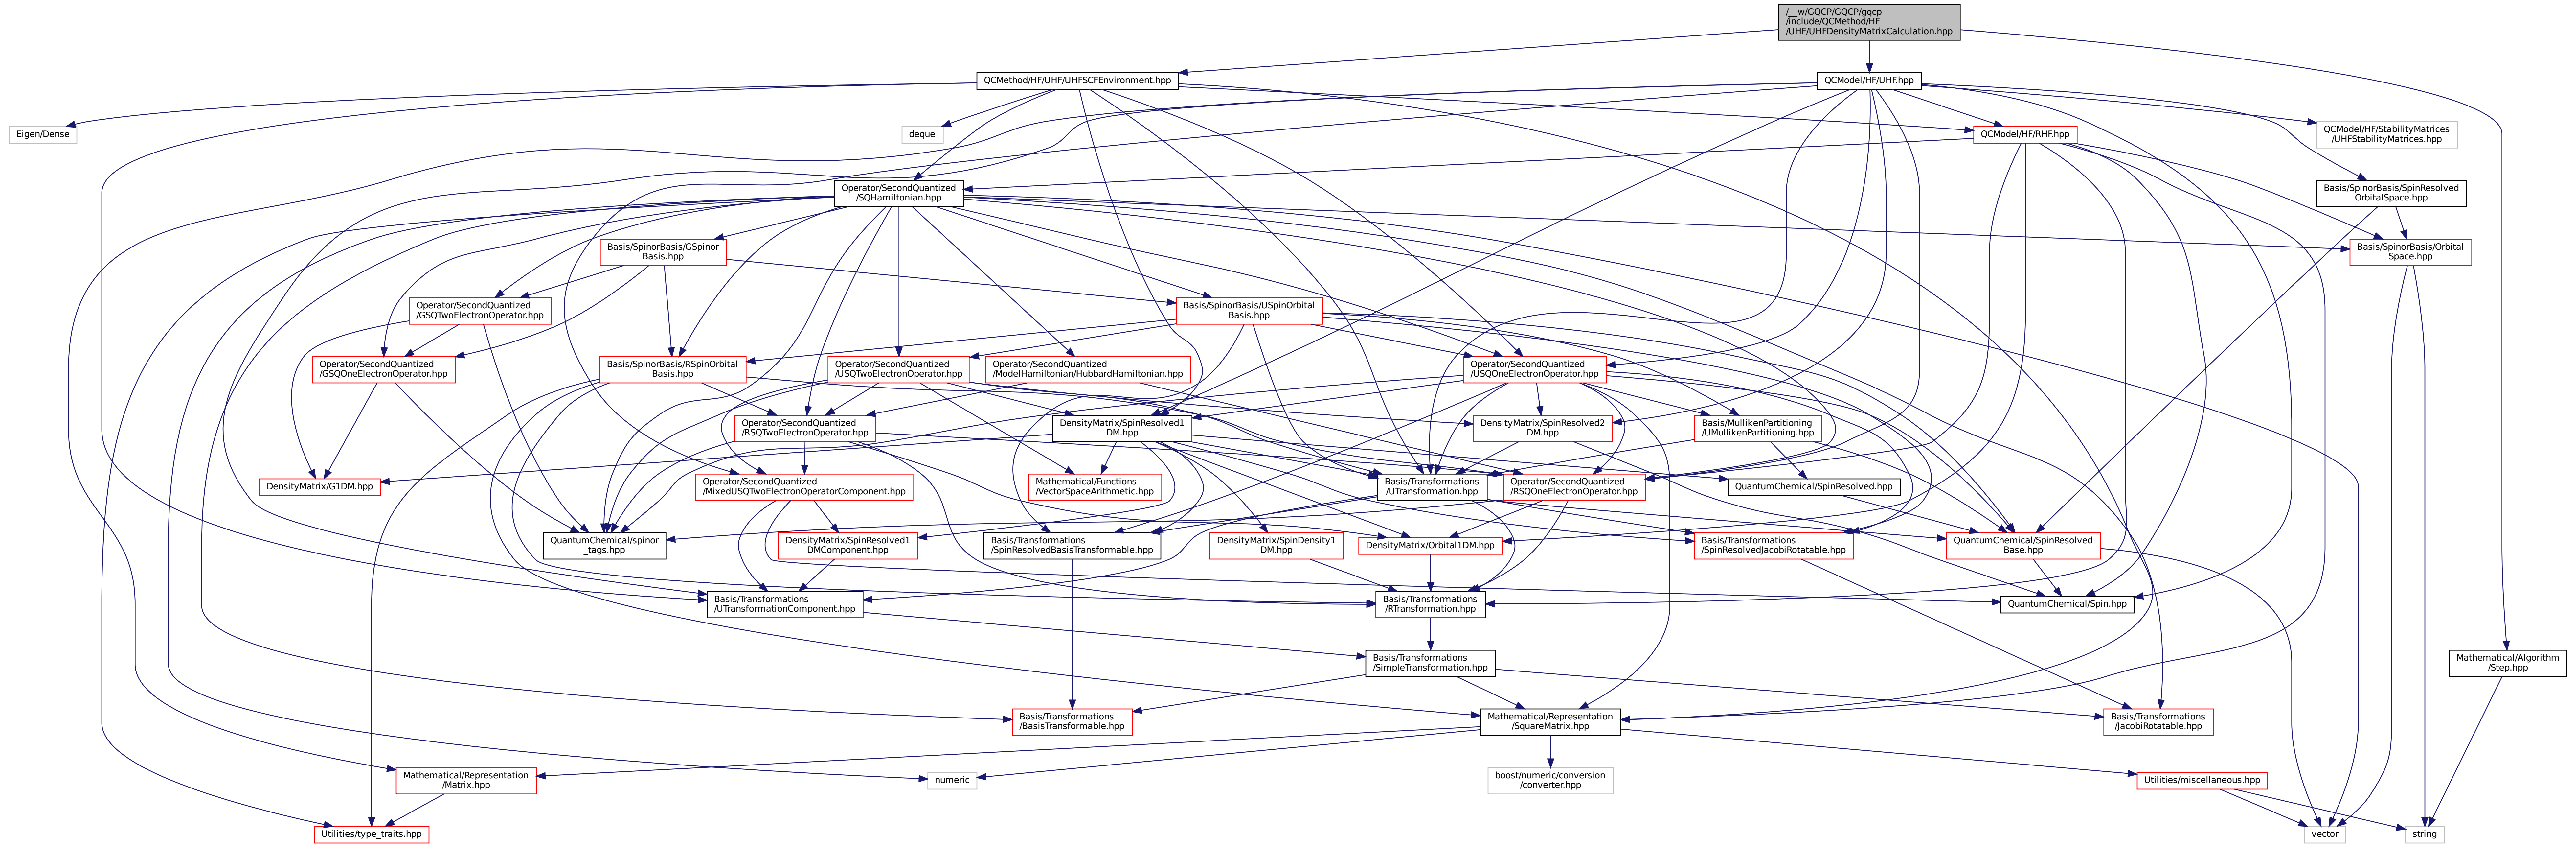 /__w/GQCP/GQCP/gqcp
/include/QCMethod/HF
/UHF/UHFDensityMatrixCalculation.hpp
QCMethod/HF/UHF/UHFSCFEnvironment.hpp
QCModel/HF/UHF.hpp
Eigen/Dense
deque
QCModel/HF/RHF.hpp
QCModel/HF/StabilityMatrices
/UHFStabilityMatrices.hpp
Operator/SecondQuantized
/SQHamiltonian.hpp
Basis/SpinorBasis/SpinResolved
OrbitalSpace.hpp
Basis/SpinorBasis/GSpinor
Basis.hpp
Basis/SpinorBasis/Orbital
Space.hpp
Operator/SecondQuantized
/GSQTwoElectronOperator.hpp
Basis/SpinorBasis/USpinOrbital
Basis.hpp
Operator/SecondQuantized
/GSQOneElectronOperator.hpp
Basis/SpinorBasis/RSpinOrbital
Basis.hpp
Operator/SecondQuantized
/USQTwoElectronOperator.hpp
Operator/SecondQuantized
/ModelHamiltonian/HubbardHamiltonian.hpp
Operator/SecondQuantized
/USQOneElectronOperator.hpp
Operator/SecondQuantized
/RSQTwoElectronOperator.hpp
DensityMatrix/SpinResolved1
DM.hpp
DensityMatrix/SpinResolved2
DM.hpp
Basis/MullikenPartitioning
/UMullikenPartitioning.hpp
DensityMatrix/G1DM.hpp
Operator/SecondQuantized
/MixedUSQTwoElectronOperatorComponent.hpp
Mathematical/Functions
/VectorSpaceArithmetic.hpp
Basis/Transformations
/UTransformation.hpp
Operator/SecondQuantized
/RSQOneElectronOperator.hpp
QuantumChemical/SpinResolved.hpp
QuantumChemical/spinor
_tags.hpp
DensityMatrix/SpinResolved1
DMComponent.hpp
Basis/Transformations
/SpinResolvedBasisTransformable.hpp
DensityMatrix/SpinDensity1
DM.hpp
DensityMatrix/Orbital1DM.hpp
Basis/Transformations
/SpinResolvedJacobiRotatable.hpp
QuantumChemical/SpinResolved
Base.hpp
Basis/Transformations
/UTransformationComponent.hpp
Basis/Transformations
/RTransformation.hpp
QuantumChemical/Spin.hpp
Basis/Transformations
/SimpleTransformation.hpp
Mathematical/Algorithm
/Step.hpp
Basis/Transformations
/BasisTransformable.hpp
Mathematical/Representation
/SquareMatrix.hpp
Basis/Transformations
/JacobiRotatable.hpp
Mathematical/Representation
/Matrix.hpp
numeric
boost/numeric/conversion
/converter.hpp
Utilities/miscellaneous.hpp
Utilities/type_traits.hpp
vector
string